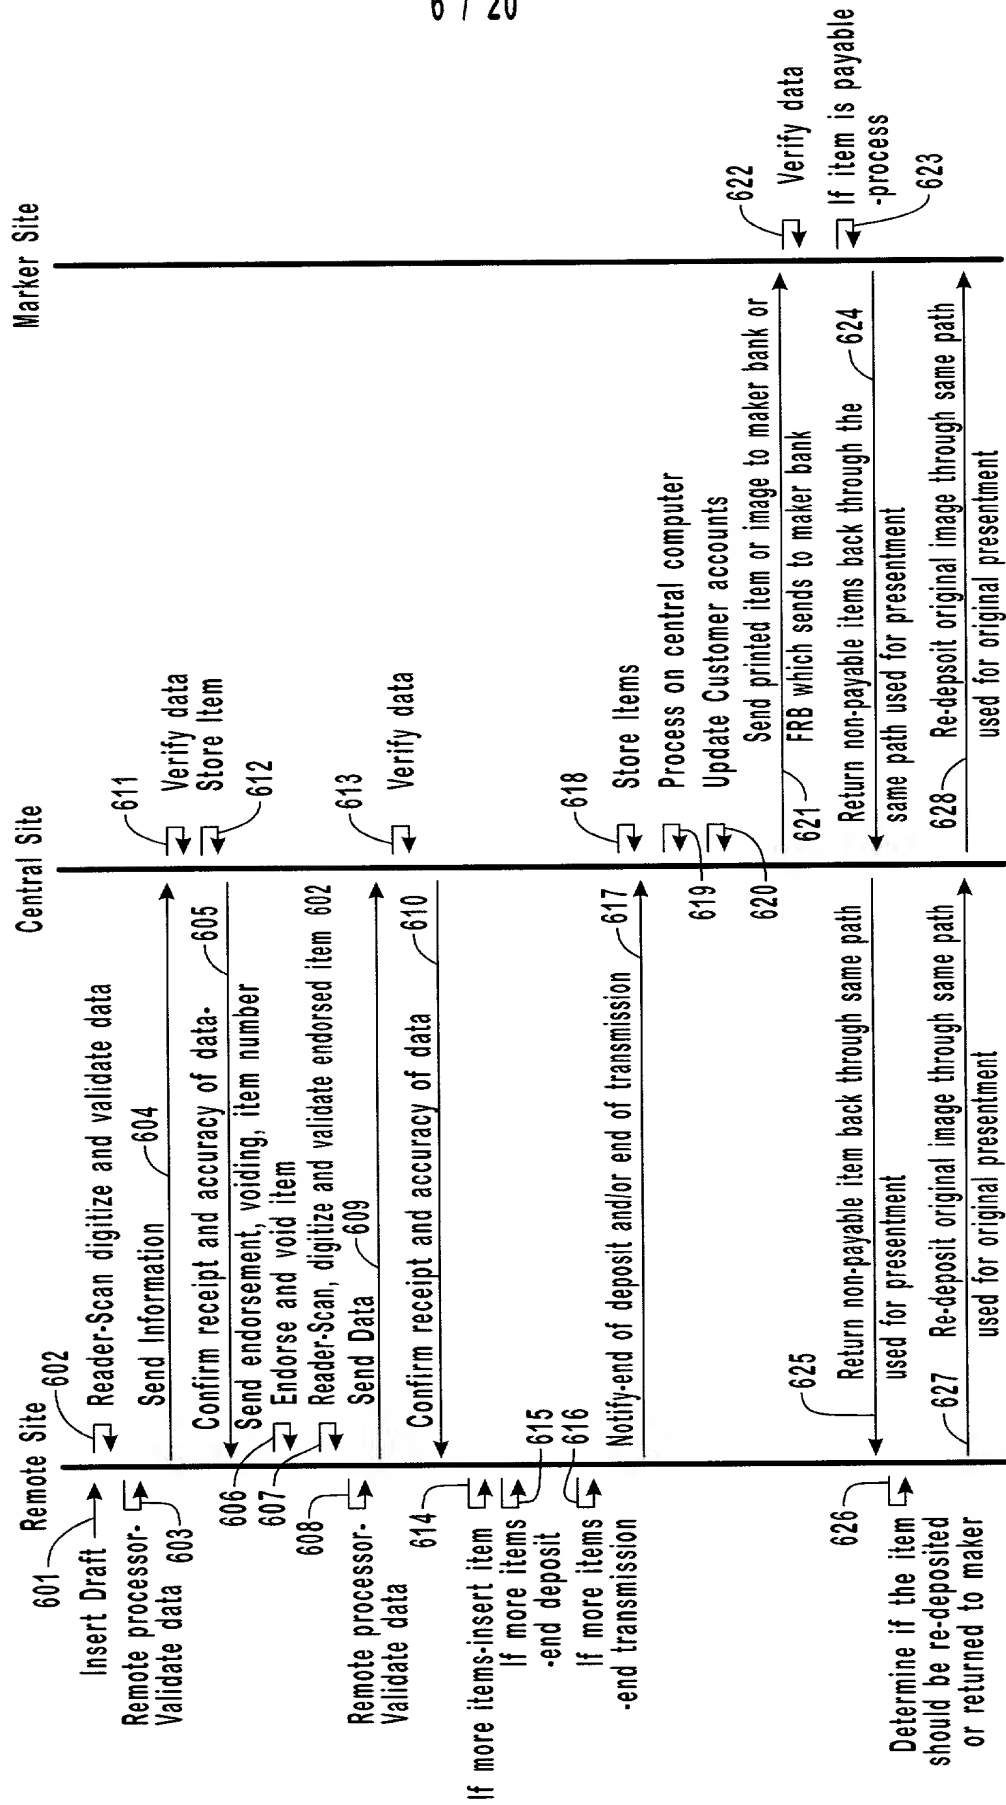 6 / 20
Remote Site
Central Site
Marker Site
601
Insert Draft
602
Reader-Scan digitize and validate data
Remote processor-
Validate data
603
Send Information
604
611
Verify data
Store Item
612
Confirm receipt and accuracy of data-
605
Send endorsement, voiding, item number
606
Endorse and void item
607
Reader-Scan, digitize and validate endorsed item 602
608
Remote processor-
Validate data
Send Data
609
613
Verify data
Confirm receipt and accuracy of data
610
614
If more items-insert item
If more items
-end deposit
615
616
If more items
-end transmission
Notify-end of deposit and/or end of transmission
617
618
Store Items
Process on central computer
619
Update Customer accounts
620
Send printed item or image to maker bank or
FRB which sends to maker bank
621
622
Verify data
If item is payable
-process
623
Return non-payable items back through the
same path used for presentment
624
625
Return non-payable item back through same path
used for presentment
626
Determine if the item
should be re-deposited
or returned to maker
627
Re-deposit original image through same path
used for original presentment
628
Re-depsoit original image through same path
used for original presentment